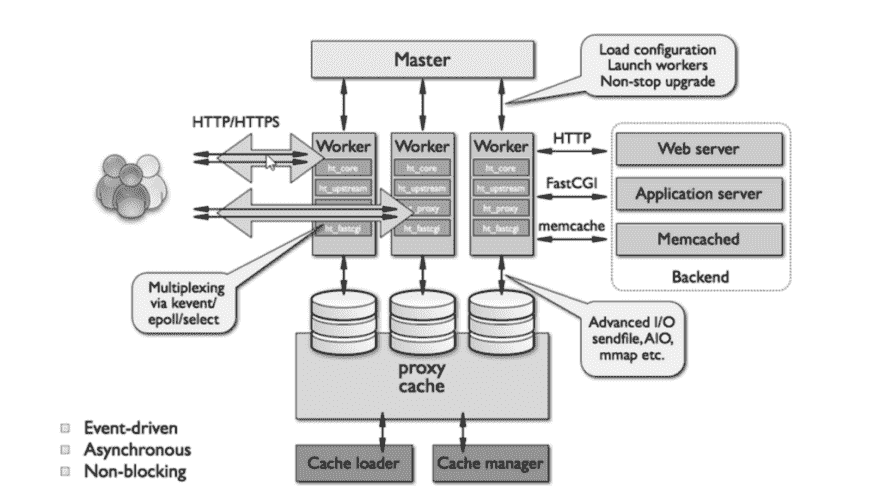 Master
Load configuration
Launch workers
Non-stop upgrade
HTTP/HTTPS
Worker
ht_core
ht_upstream
ht_fastcgi
Worker
ht_core
ht_upstream
ht_proxy
ht_fastcgi
Worker
ht_core
ht_upstream
ht_proxy
ht_fastcgi
HTTP
FastCGI
memcache
Web server
Application server
Memcached
Backend
Multiplexing
via kevent/
epoll/select
Advanced I/O
sendfile, AIO,
mmap etc.
proxy
cache
Event-driven
Asynchronous
Non-blocking
Cache loader
Cache manager